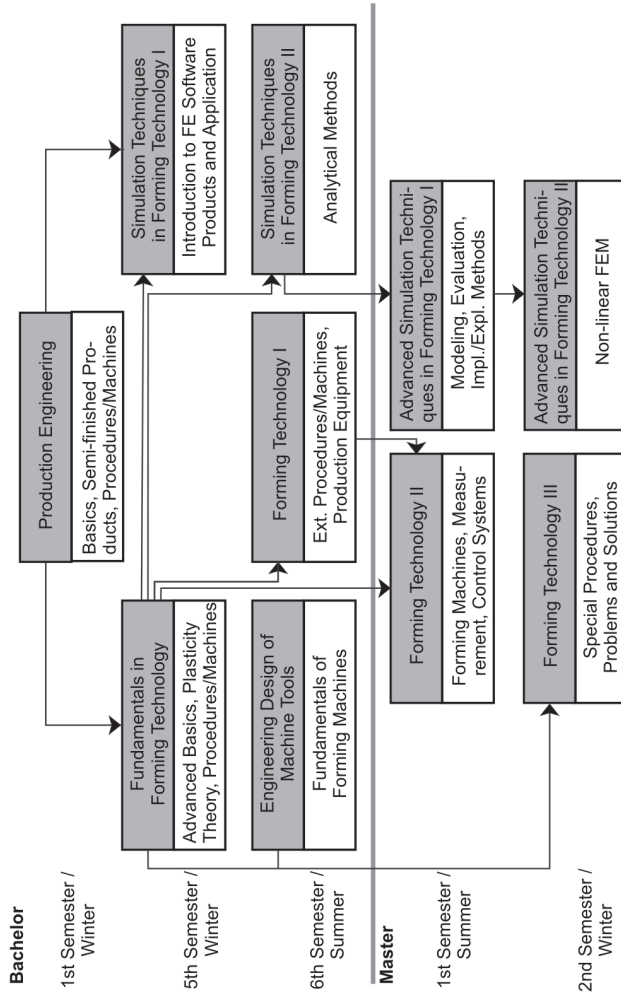 Bachelor
1st Semester /
Winter
Production Engineering
Basics, Semi-finished Pro-
ducts, Procedures/Machines
5th Semester /
Winter
Fundamentals in
Forming Technology
Advanced Basics, Plasticity
Theory, Procedures/Machines
Simulation Techniques
in Forming Technology I
Introduction to FE Software
Products and Application
6th Semester /
Summer
Engineering Design of
Machine Tools
Fundamentals of
Forming Machines
Forming Technology I
Ext. Procedures/Machines,
Production Equipment
Simulation Techniques
in Forming Technology II
Analytical Methods
Master
1st Semester /
Summer
Forming Technology II
Forming Machines, Measu-
rement, Control Systems
Advanced Simulation Techni-
ques in Forming Technology I
Modeling, Evaluation,
Impl./Expl. Methods
2nd Semester /
Winter
Forming Technology III
Special Procedures,
Problems and Solutions
Advanced Simulation Techni-
ques in Forming Technology II
Non-linear FEM